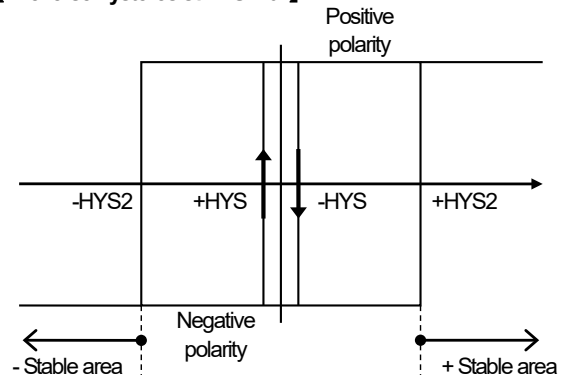 Positive
polarity
-HYS2
+HYS
-HYS
+HYS2
Negative
polarity
- Stable area
+ Stable area